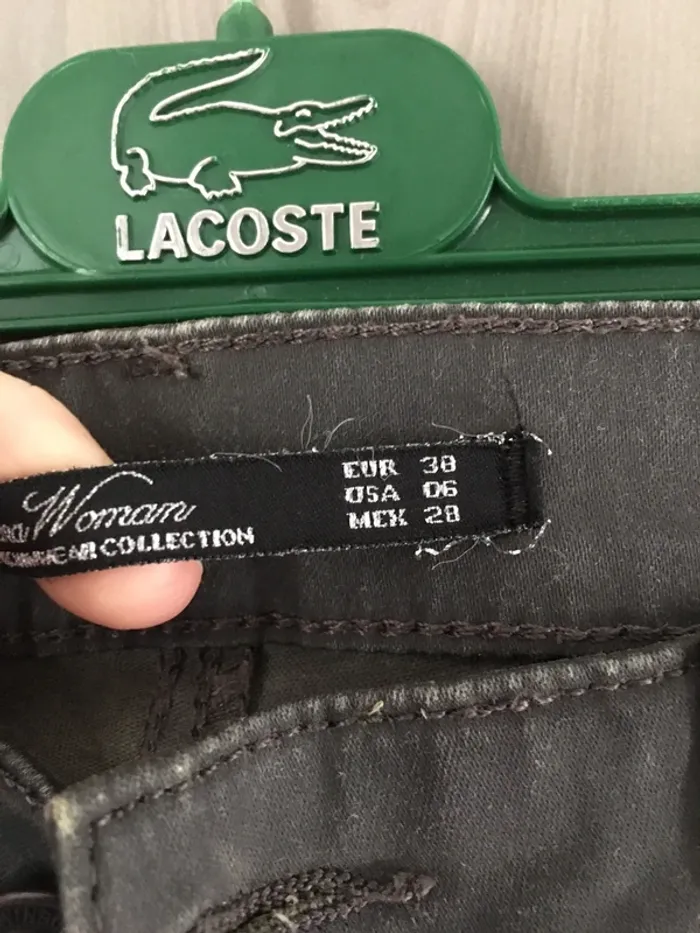 LACOSTE
Woman
COLLECTION
EUR 38
USA 06
MEX 28